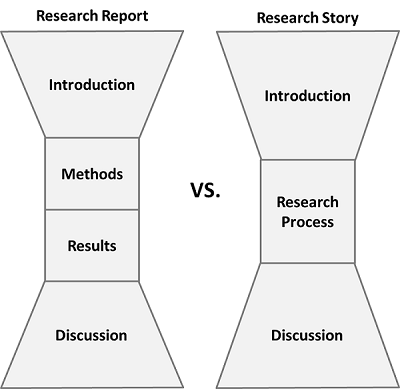 Research Report
Research Story
Introduction
Methods
Results
Discussion
VS.
Introduction
Research
Process
Discussion